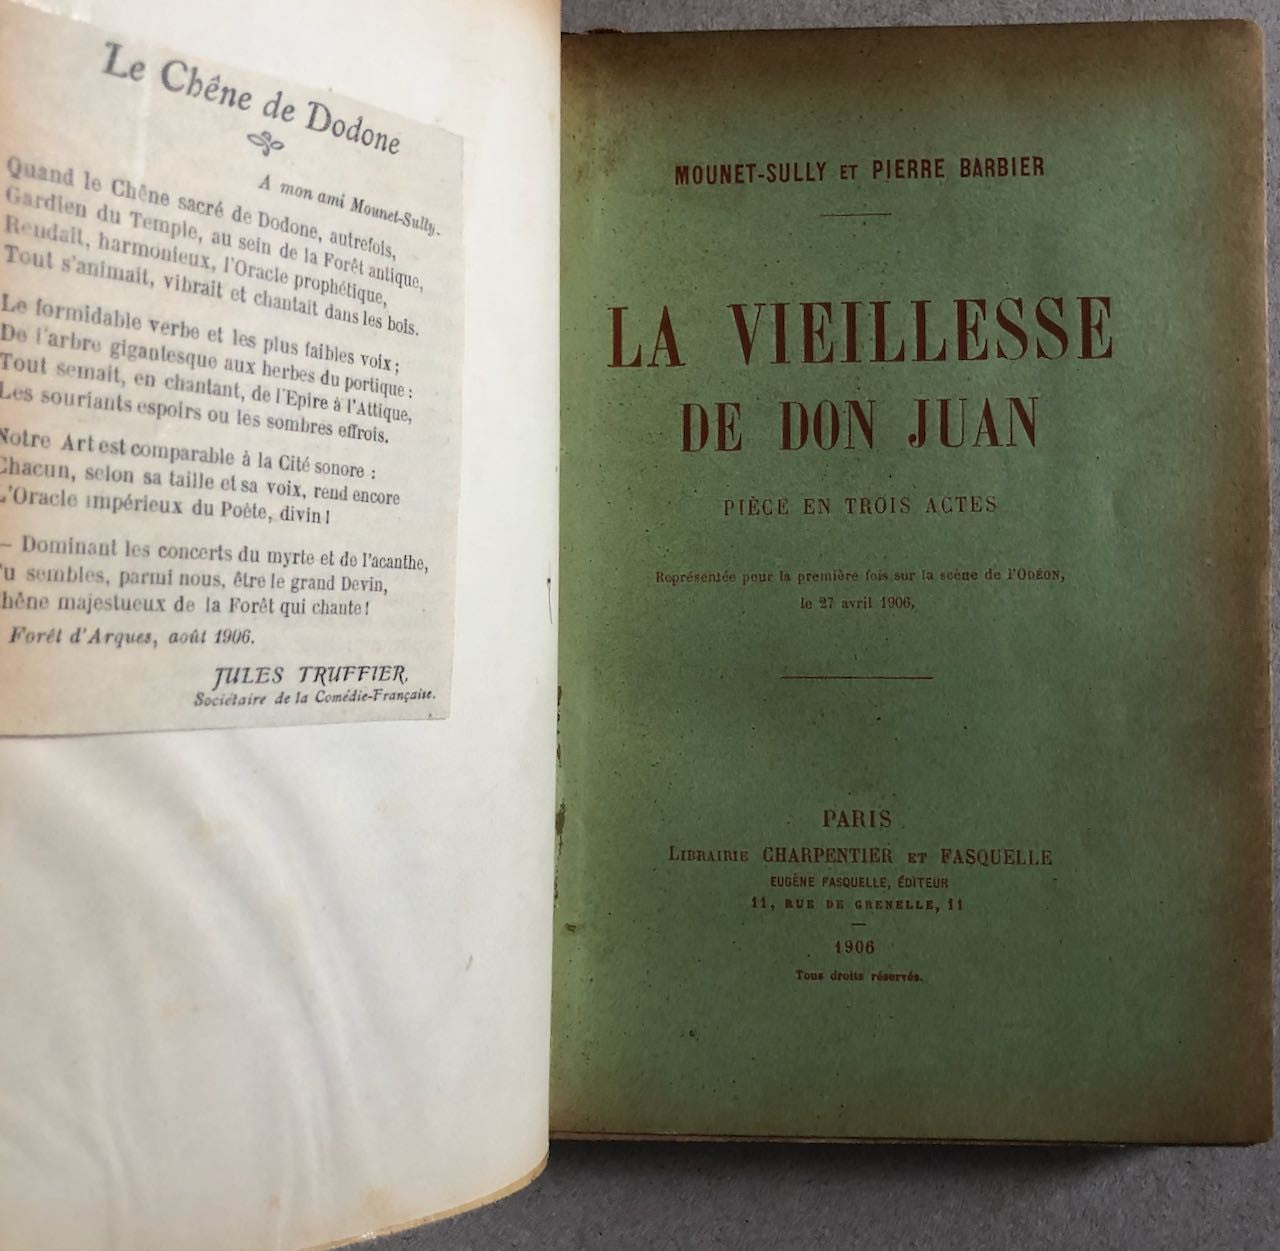 Le Chêne de Dodone
A mon ami Mounet-Sully.
Quand le Chêne sacré de Dodone, autrefois,
Gardien du Temple, au sein de la Forêt antique,
Rendait, harmonieux, l'Oracle prophétique,
Tout s'animait, vibrait et chantait dans les bois.
Le formidable verbe et les plus faibles voix ;
De l'arbre gigantesque aux herbes du portique :
Tout semait, en chantant, de l'Epire à l'Attique,
Les souriants espoirs ou les sombres effrois.
Notre Art est comparable à la Cité sonore :
Chacun, selon sa taille et sa voix, rend encore
L'Oracle impérieux du Poète, divin !
— Dominant les concerts du myrte et de l'acanthe,
Tu sembles, parmi nous, être le grand Devin,
hêne majestueux de la Forêt qui chante !
Forêt d'Arques, août 1906.
JULES TRUFFIER,
Sociétaire de la Comédie-Française.
MOUNET-SULLY ET PIERRE BARBIER
LA VIEILLESSE
DE DON JUAN
PIÈCE EN TROIS ACTES
Représentée pour la première fois sur la scène de l'ODÉON,
le 27 avril 1906,
PARIS
LIBRAIRIE CHARPENTIER ET FASQUELLE
EUGÈNE FASQUELLE, ÉDITEUR
11, RUE DE GRENELLE, 11
1906
Tous droits réservés.